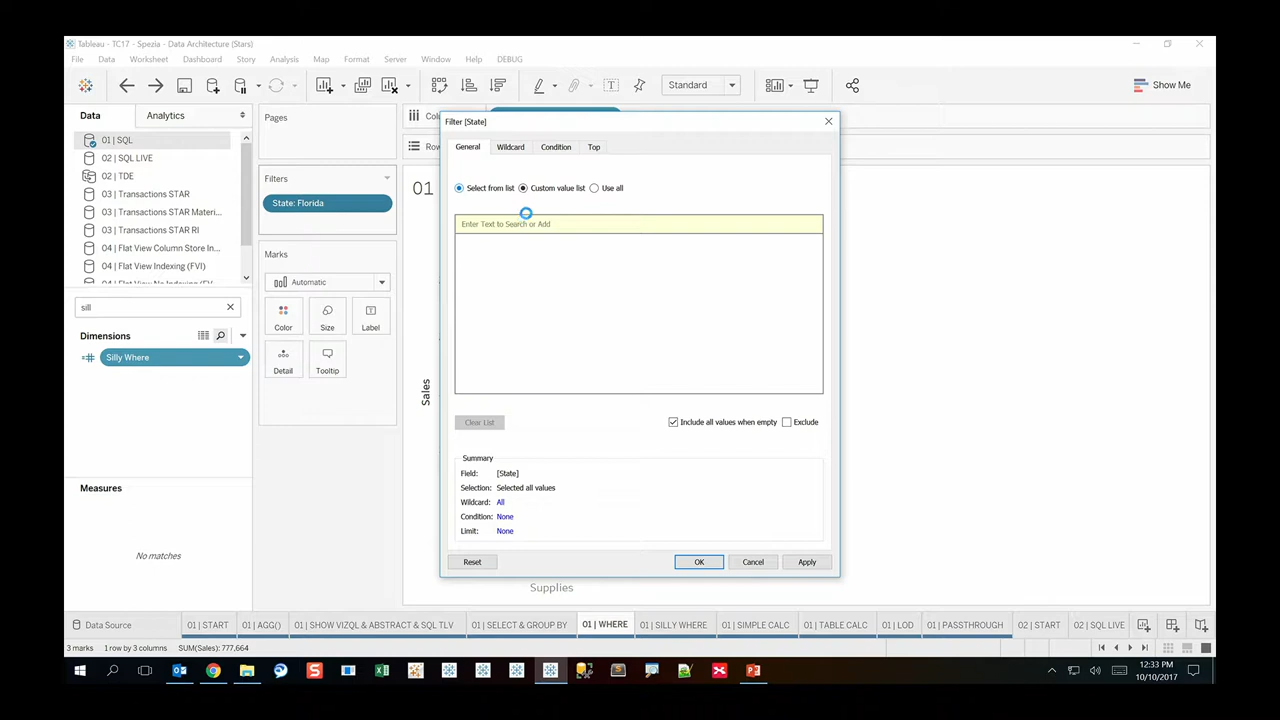 Tableau - TC17 - Spezia - Data Architecture (Stars)
File Data Worksheet Dashboard Story Analysis Map Format Server Window Help DEBUG
Standard
Show Me
Data Analytics
01 | SQL
02 | SQL LIVE
02 | TDE
03 | Transactions STAR
03 | Transactions STAR Materi...
03 | Transactions STAR RI
04 | Flat View Column Store In...
04 | Flat View Indexing (FVI)
04 | Flat View No Indexing (FV...
sill
Dimensions
Silly Where
Measures
No matches
Pages
Filters
State: Florida
Marks
Automatic
Color Size Label
Detail Tooltip
Col
Row
01
Sales
Filter [State]
General Wildcard Condition Top
Select from list Custom value list Use all
Enter Text to Search or Add
Clear List Include all values when empty Exclude
Summary
Field: [State]
Selection: Selected all values
Wildcard: All
Condition: None
Limit: None
Reset OK Cancel Apply
Supplies
Data Source 01 | START 01 | AGG() 01 | SHOW VIZQL & ABSTRACT & SQL TLV 01 | SELECT & GROUP BY 01 | WHERE 01 | SILLY WHERE 01 | SIMPLE CALC 01 | TABLE CALC 01 | LOD 01 | PASSTHROUGH 02 | START 02 | SQL LIVE
3 marks 1 row by 3 columns SUM(Sales): 777,664
12:33 PM
10/10/2017